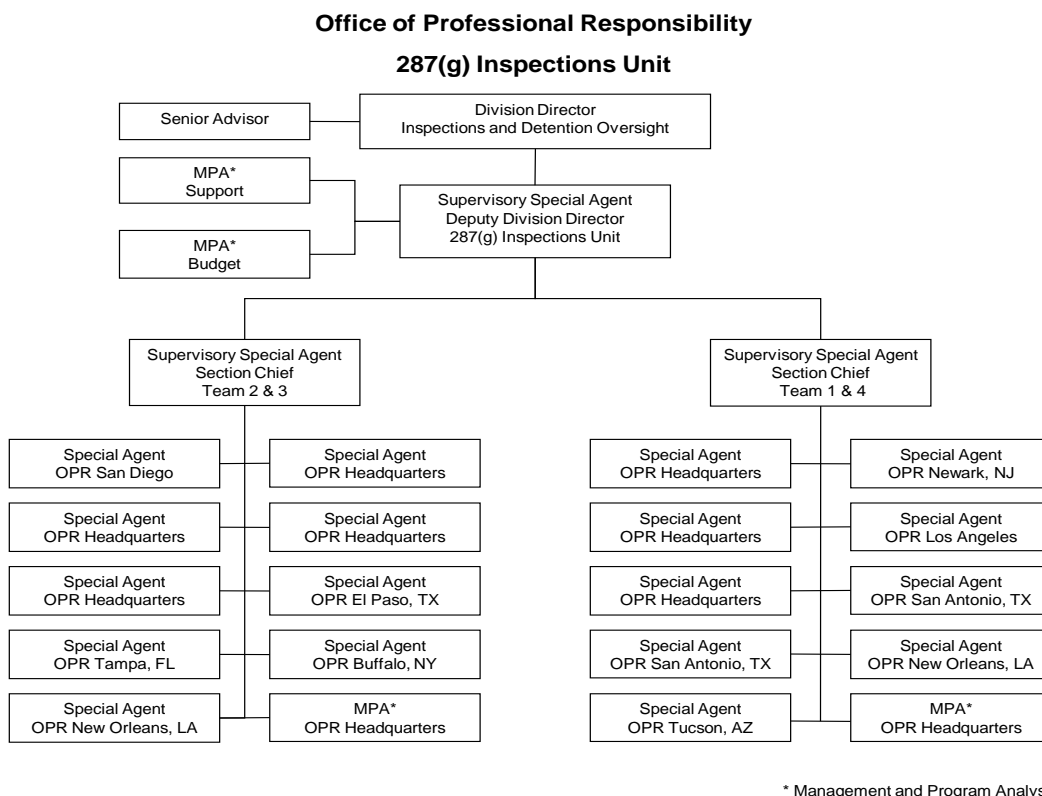 Office of Professional Responsibility
287(g) Inspections Unit
Senior Advisor
Division Director
Inspections and Detention Oversight
MPA*
Support
Supervisory Special Agent
Deputy Division Director
287(g) Inspections Unit
MPA*
Budget
Supervisory Special Agent
Section Chief
Team 2 & 3
Special Agent
OPR San Diego
Special Agent
OPR Headquarters
Special Agent
OPR Headquarters
Special Agent
OPR Headquarters
Special Agent
OPR Headquarters
Special Agent
OPR El Paso, TX
Special Agent
OPR Tampa, FL
Special Agent
OPR Buffalo, NY
Special Agent
OPR New Orleans, LA
MPA*
OPR Headquarters
Supervisory Special Agent
Section Chief
Team 1 & 4
Special Agent
OPR Headquarters
Special Agent
OPR Newark, NJ
Special Agent
OPR Headquarters
Special Agent
OPR Los Angeles
Special Agent
OPR Headquarters
Special Agent
OPR San Antonio, TX
Special Agent
OPR San Antonio, TX
Special Agent
OPR New Orleans, LA
Special Agent
OPR Tucson, AZ
MPA*
OPR Headquarters
* Management and Program Analys